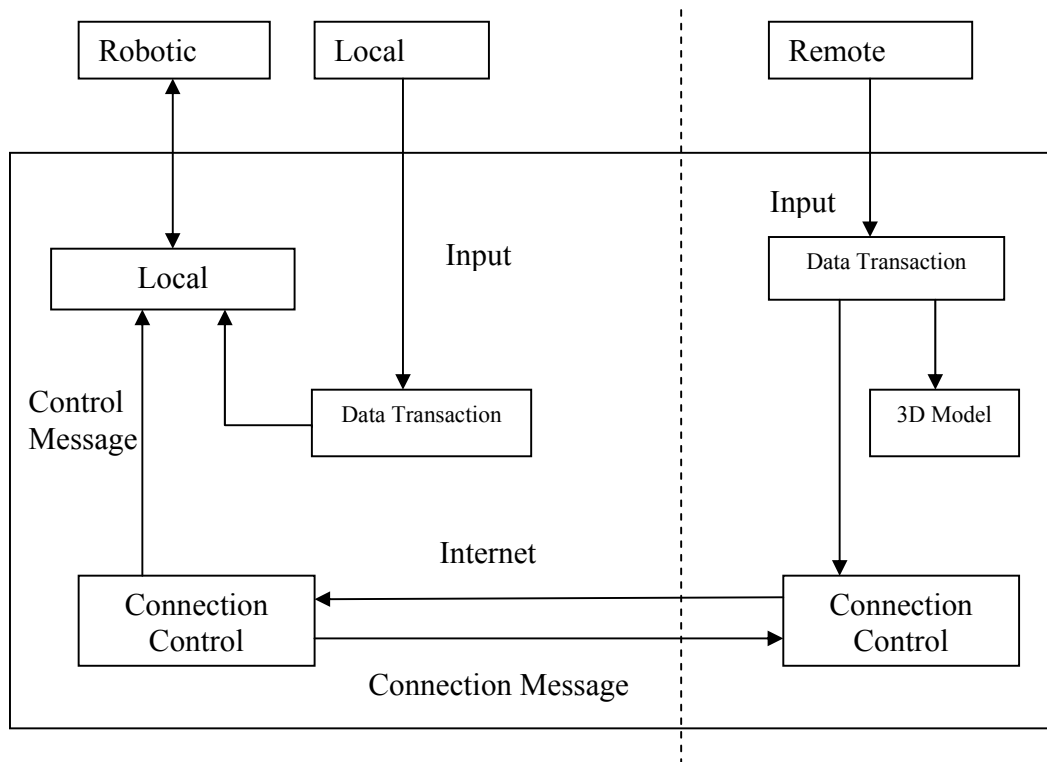 Robotic
Local
Remote
Input
Input
Local
Data Transaction
Control
Message
Data Transaction
3D Model
Internet
Connection
Control
Connection
Control
Connection Message